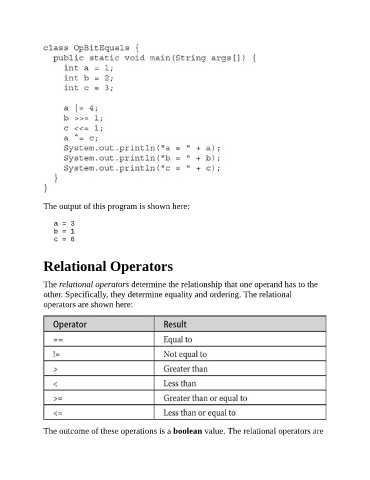 class OpBitEquals {
public static void main(String args[]) {
int a = 1;
int b = 2;
int c = 3;
a |= 4;
b >>= 1;
c <<= 1;
a ^= c;
System.out.println("a = " + a);
System.out.println("b = " + b);
System.out.println("c = " + c);
}
}
The output of this program is shown here:
a = 3
b = 1
c = 6
Relational Operators
The relational operators determine the relationship that one operand has to the
other. Specifically, they determine equality and ordering. The relational
operators are shown here:
Operator Result
== Equal to
!= Not equal to
> Greater than
< Less than
>= Greater than or equal to
<= Less than or equal to
The outcome of these operations is a boolean value. The relational operators are